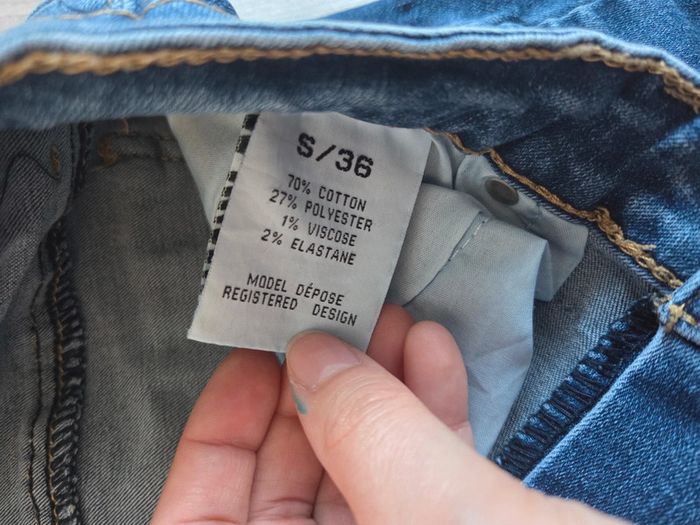 S/36
70% COTTON
27% POLYESTER
1% VISCOSE
2% ELASTANE
MODEL DÉPOSE
REGISTERED DESIGN